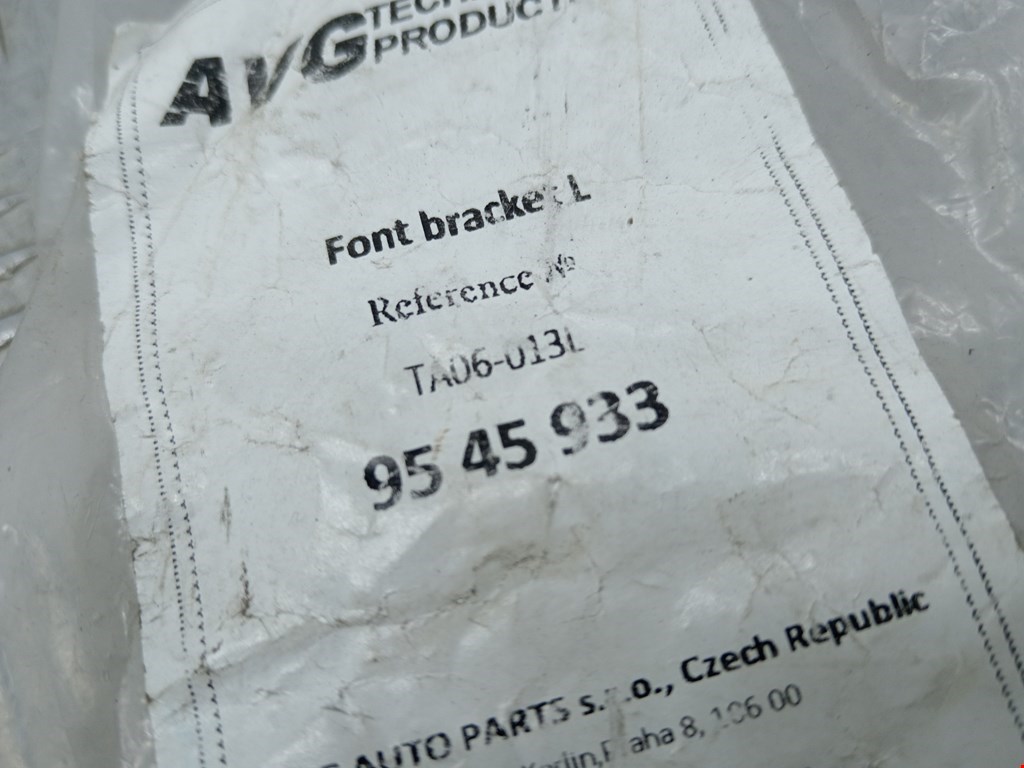 AVG
PRODUCT
Font bracket L
Reference №
TA06-013L
95 45 933
AUTO PARTS s.r.o., Czech Republic
Praha 8, 186 00